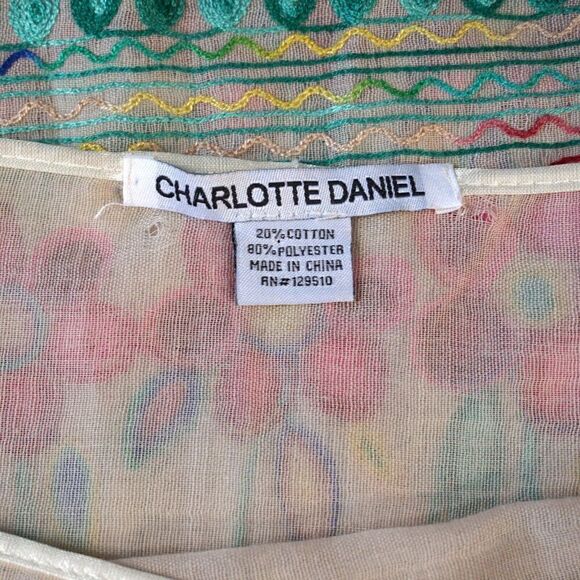 CHARLOTTE DANIEL
20% COTTON
80% POLYESTER
MADE IN CHINA
RN#129510